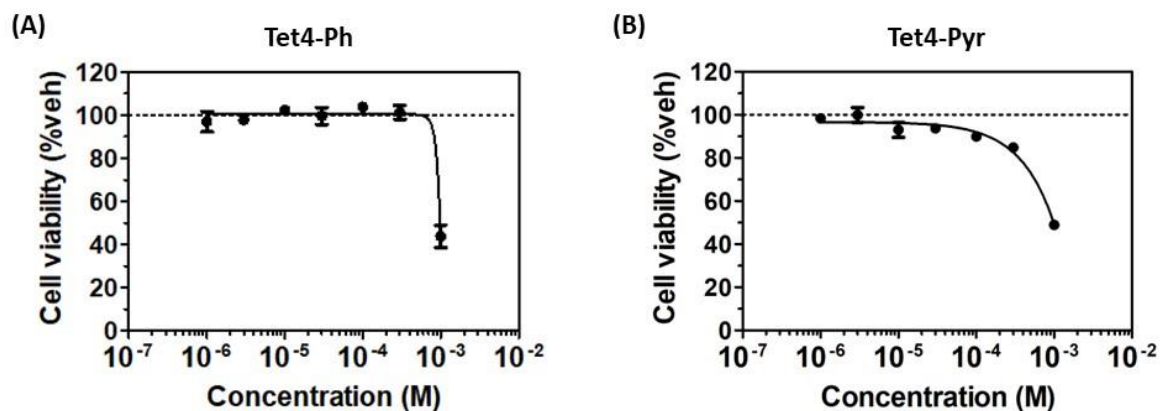 (A)
Tet4-Ph
Cell viability (%veh)
120
100
80
60
40
20
0
10-7 10-6 10-5 10-4 10-3 10-2
Concentration (M)
(B)
Tet4-Pyr
Cell viability (%veh)
120
100
80
60
40
20
0
10-7 10-6 10-5 10-4 10-3 10-2
Concentration (M)